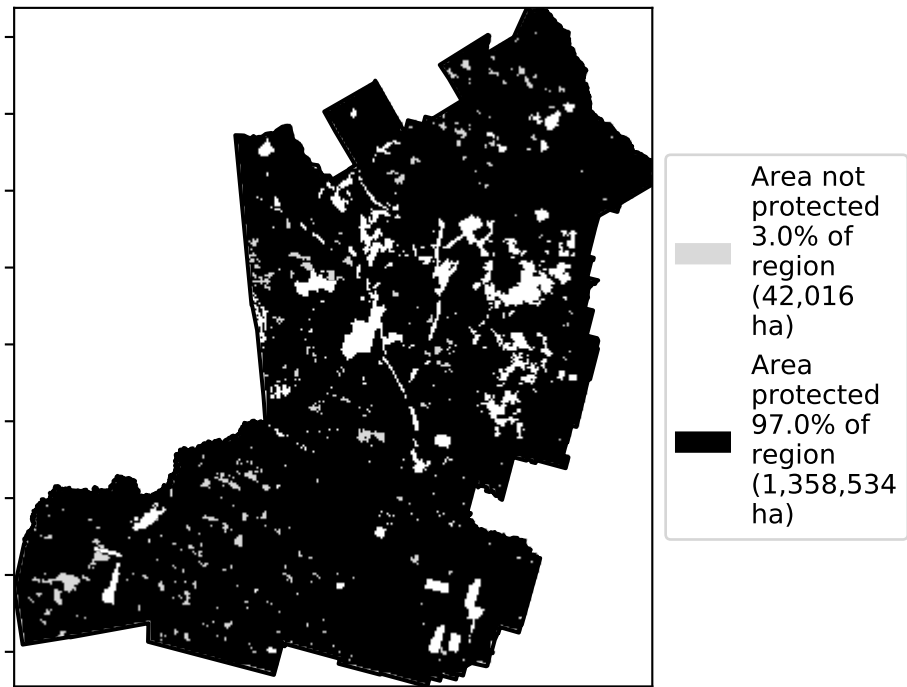 Area not
protected
3.0% of
region
(42,016
ha)
Area
protected
97.0% of
region
(1,358,534
ha)